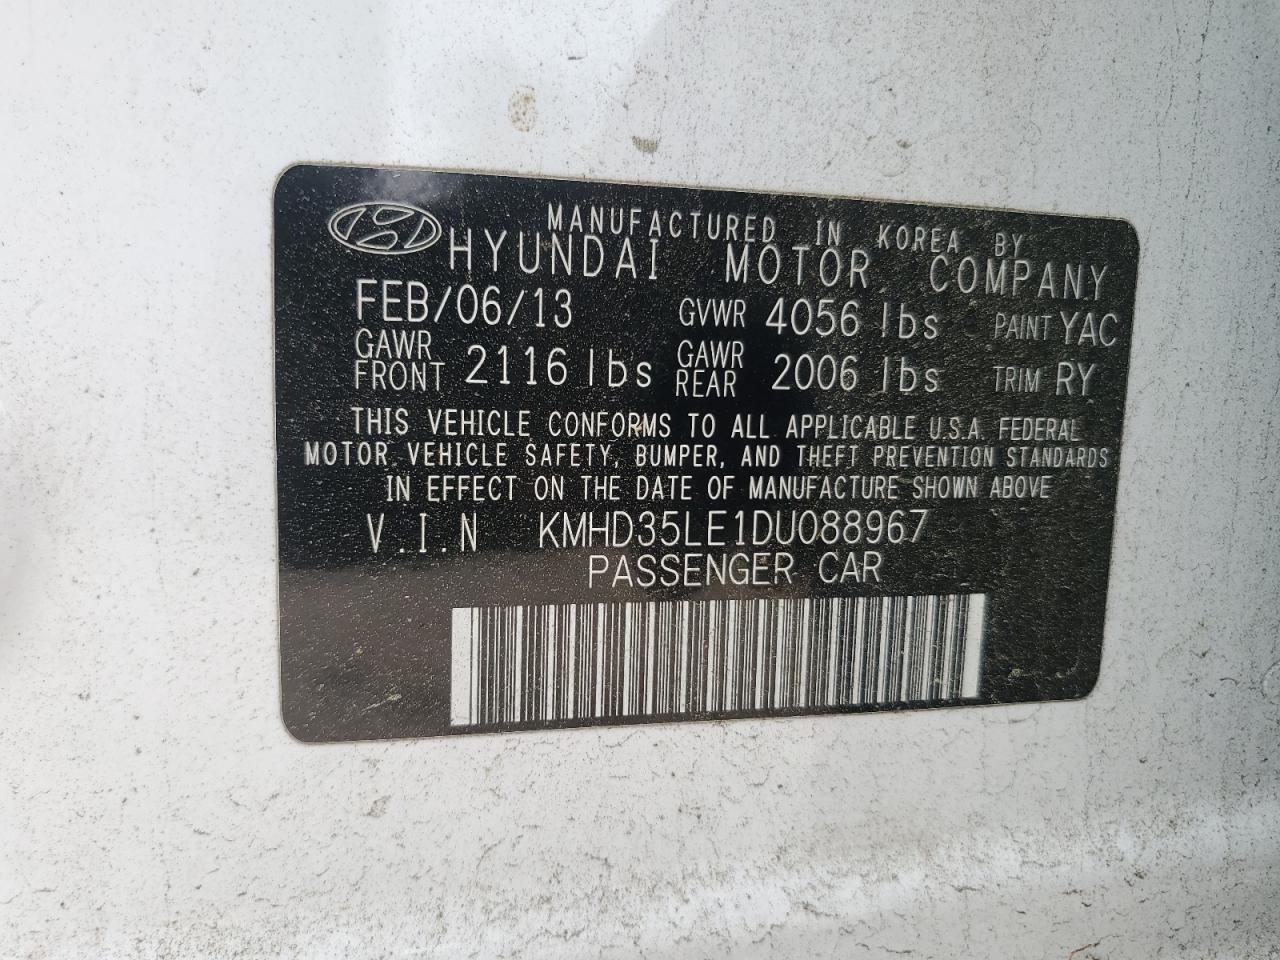 MANUFACTURED IN KOREA BY
HYUNDAI MOTOR COMPANY
FEB/06/13 GVWR 4056 lbs PAINT YAC
GAWR FRONT 2116 lbs GAWR REAR 2006 lbs TRIM RY
THIS VEHICLE CONFORMS TO ALL APPLICABLE U.S.A. FEDERAL
MOTOR VEHICLE SAFETY, BUMPER, AND THEFT PREVENTION STANDARDS
IN EFFECT ON THE DATE OF MANUFACTURE SHOWN ABOVE
V.I.N KMHD35LE1DU088967
PASSENGER CAR